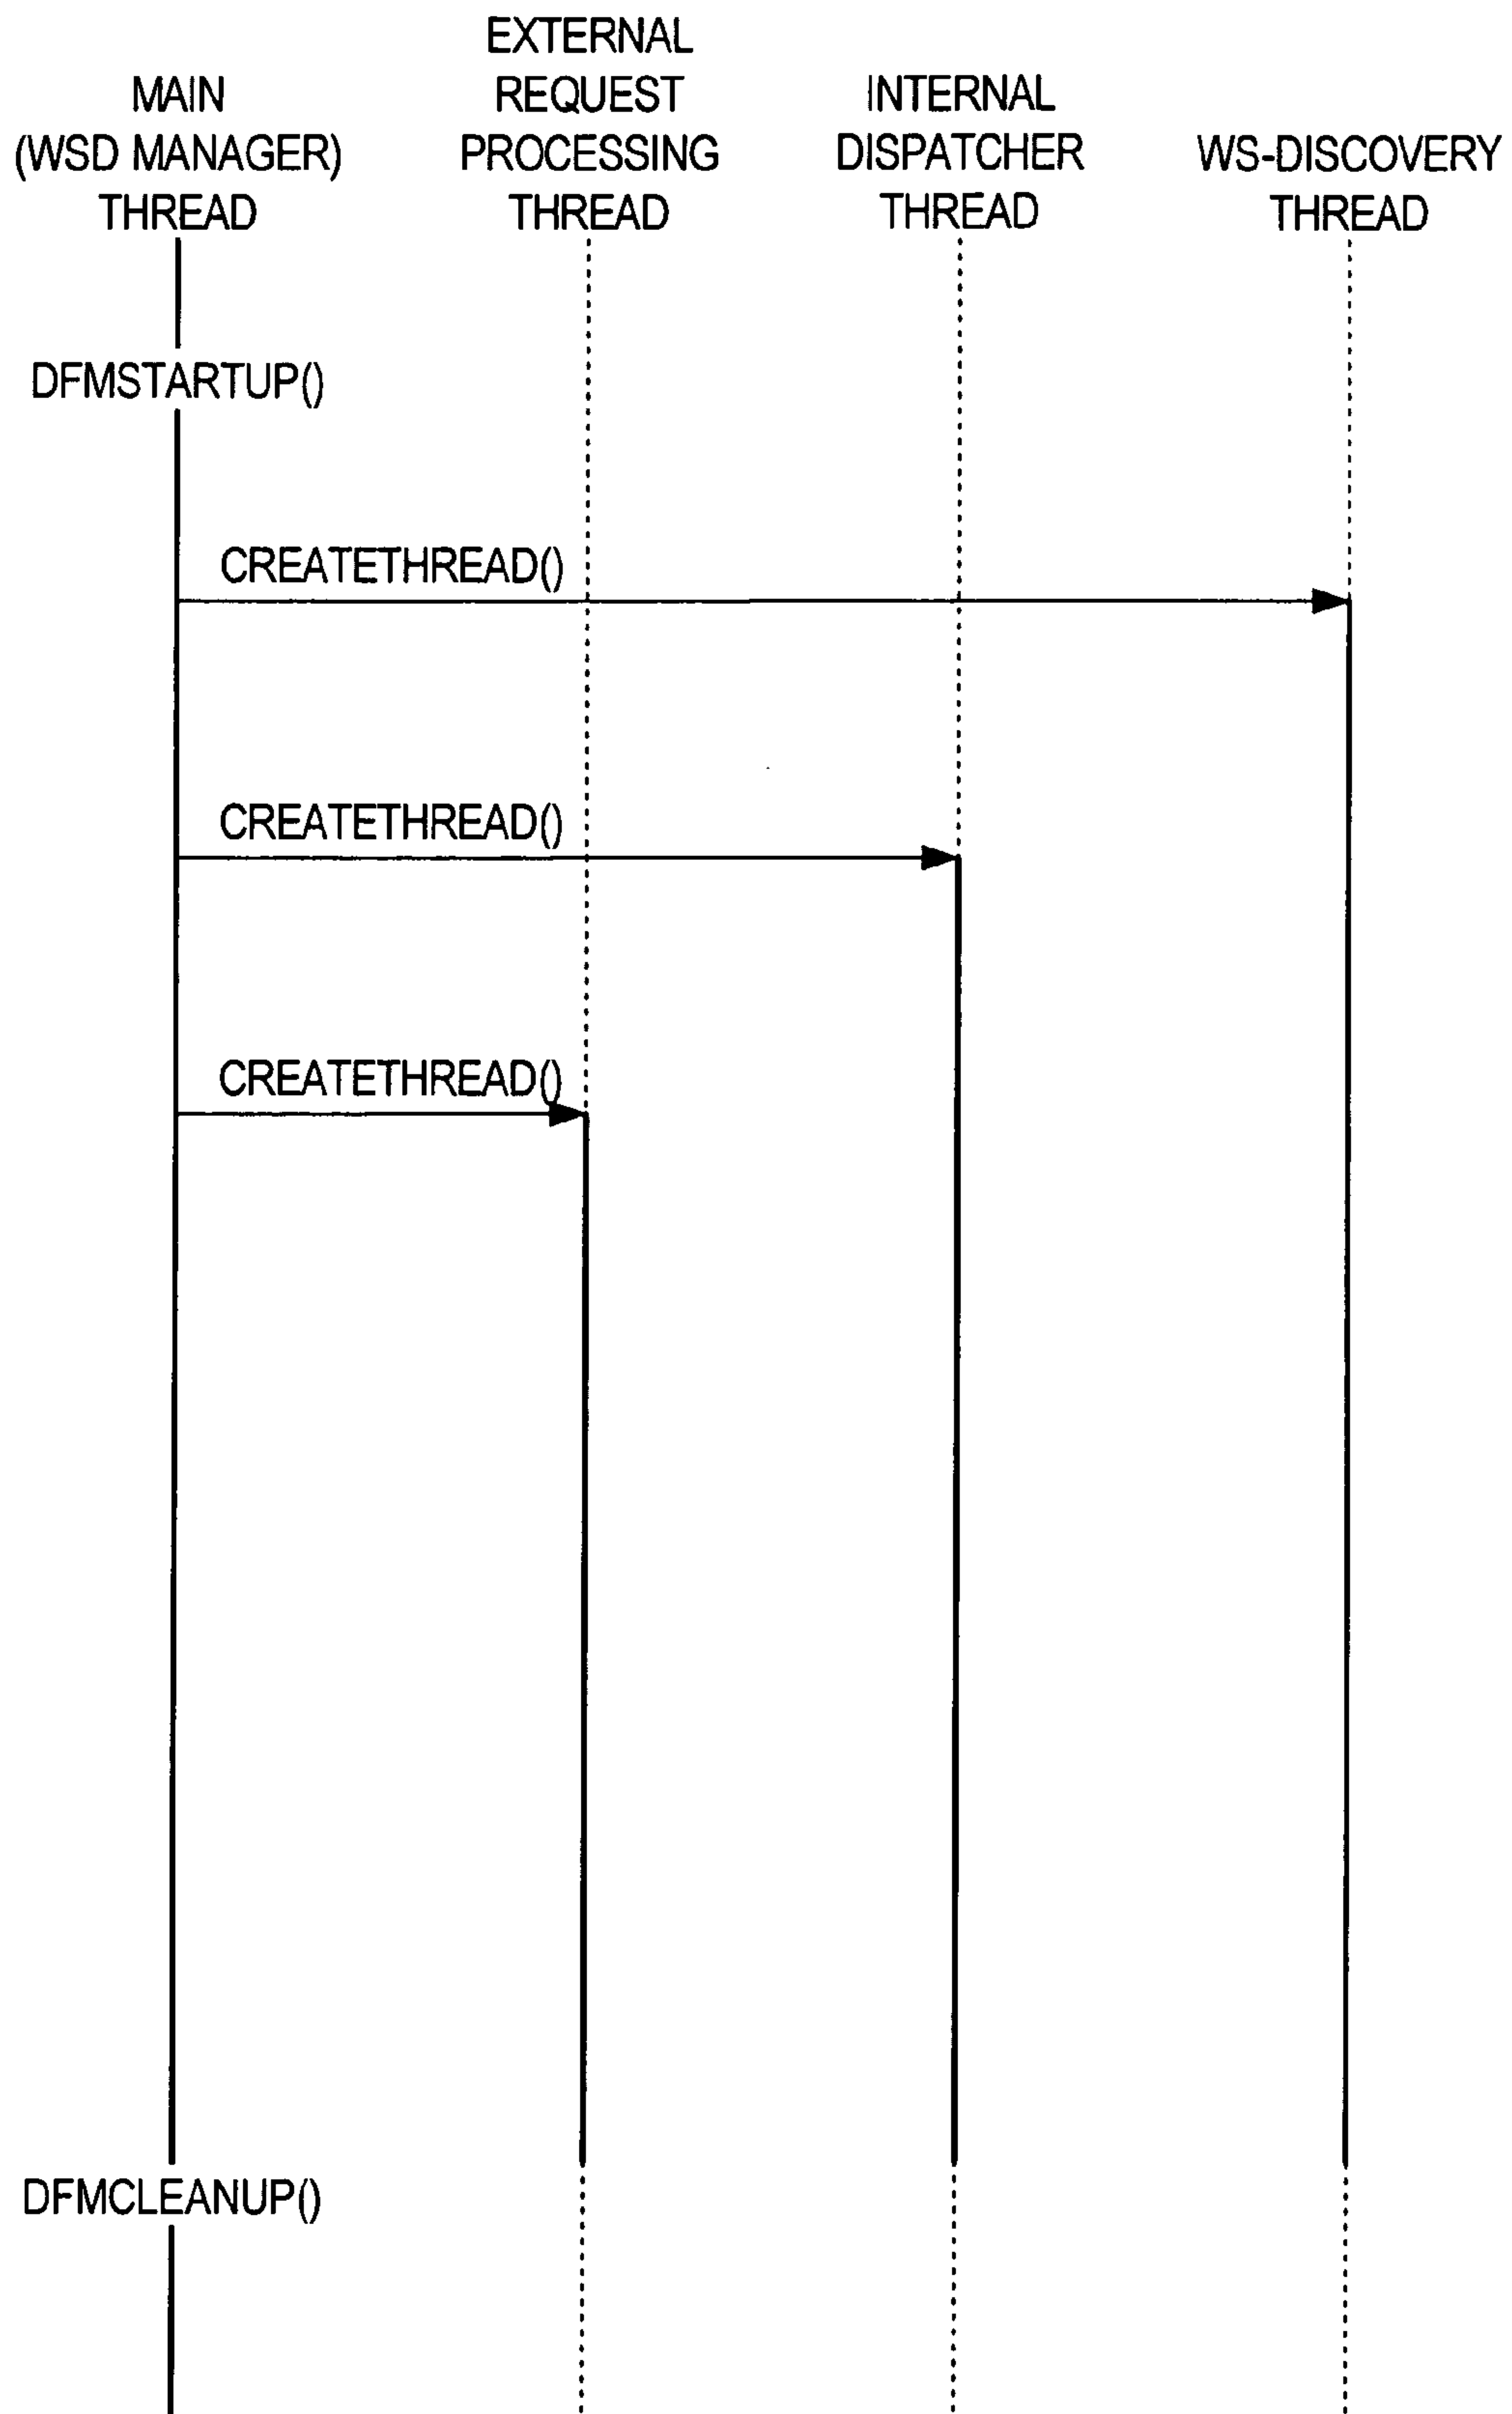 MAIN
(WSD MANAGER)
THREAD
EXTERNAL
REQUEST
PROCESSING
THREAD
INTERNAL
DISPATCHER
THREAD
WS-DISCOVERY
THREAD
DFMSTARTUP()
CREATETHREAD()
CREATETHREAD()
CREATETHREAD()
DFMCLEANUP()